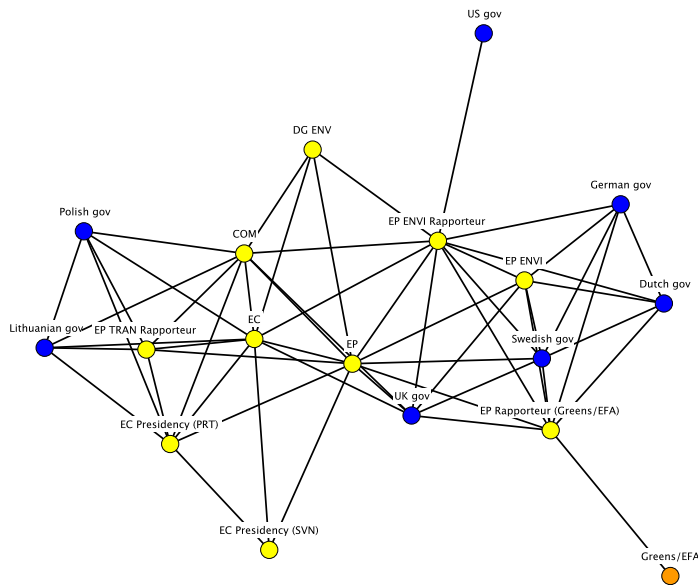 US gov
DG ENV
German gov
Polish gov
EP ENVI Rapporteur
COM
EP ENVI
Dutch gov
EC
Lithuanian gov
EP TRAN Rapporteur
Swedish gov
EP
UK gov
EP Rapporteur (Greens/EFA)
EC Presidency (PRT)
EC Presidency (SVN)
Greens/EFA